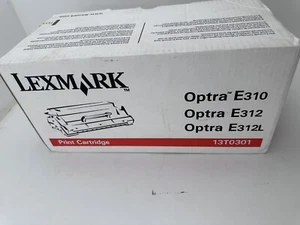 LEXMARK
Optra™ E310
Optra E312
Optra E312L
Print Cartridge
13T0301